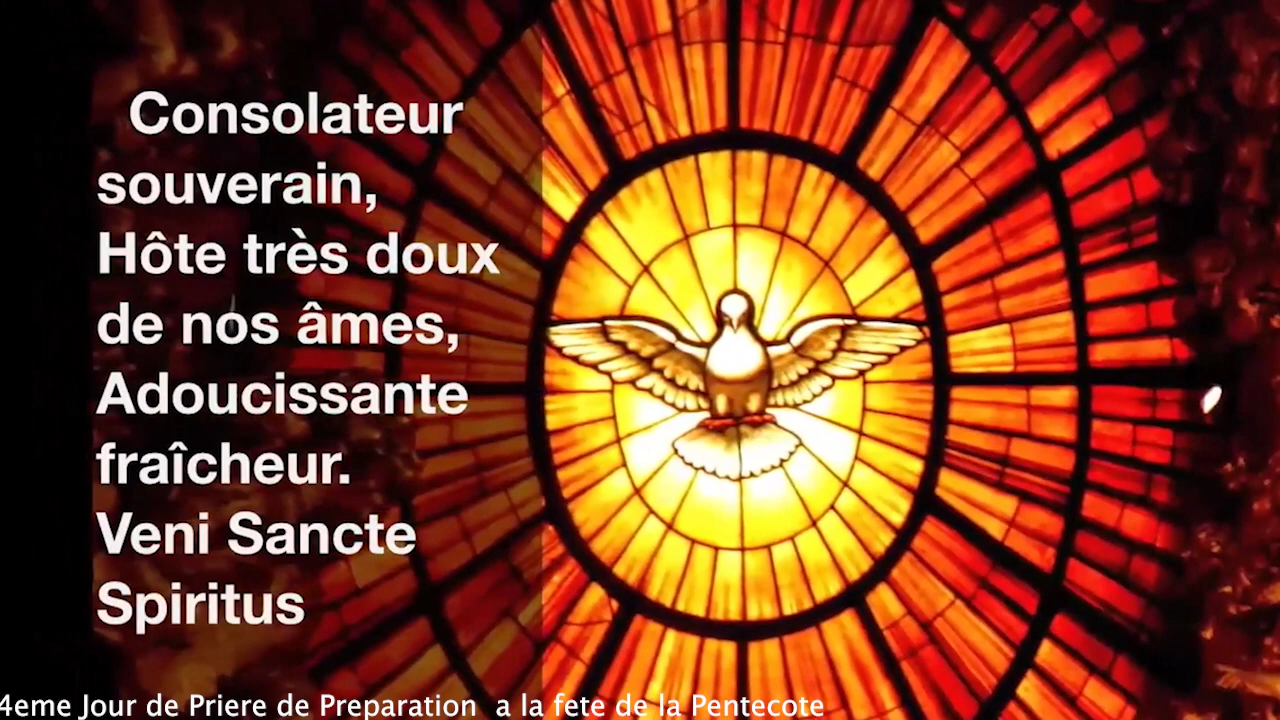 Consolateur
souverain,
Hôte très doux
de nos âmes,
Adoucissante
fraîcheur.
Veni Sancte
Spiritus
4eme Jour de Priere de Preparation  a la fete de la Pentecote